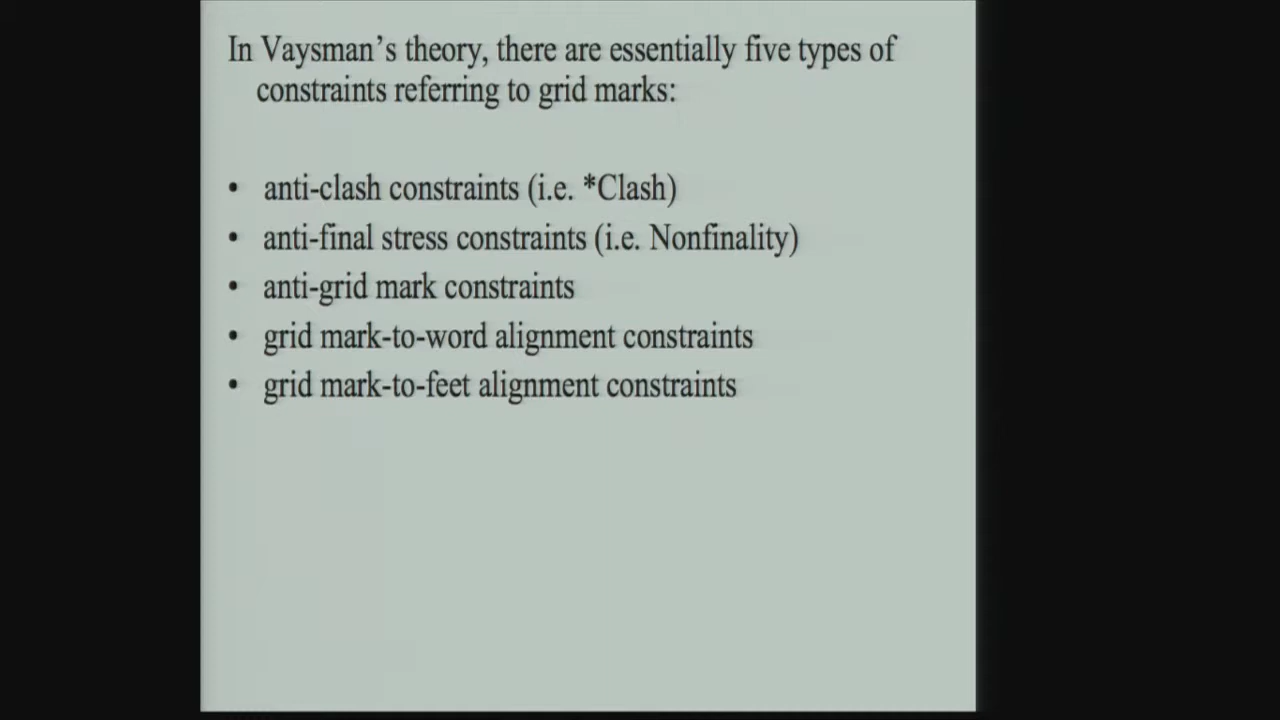 In Vaysman’s theory, there are essentially five types of
constraints referring to grid marks:
• anti-clash constraints (i.e. *Clash)
• anti-final stress constraints (i.e. Nonfinality)
• anti-grid mark constraints
• grid mark-to-word alignment constraints
• grid mark-to-feet alignment constraints